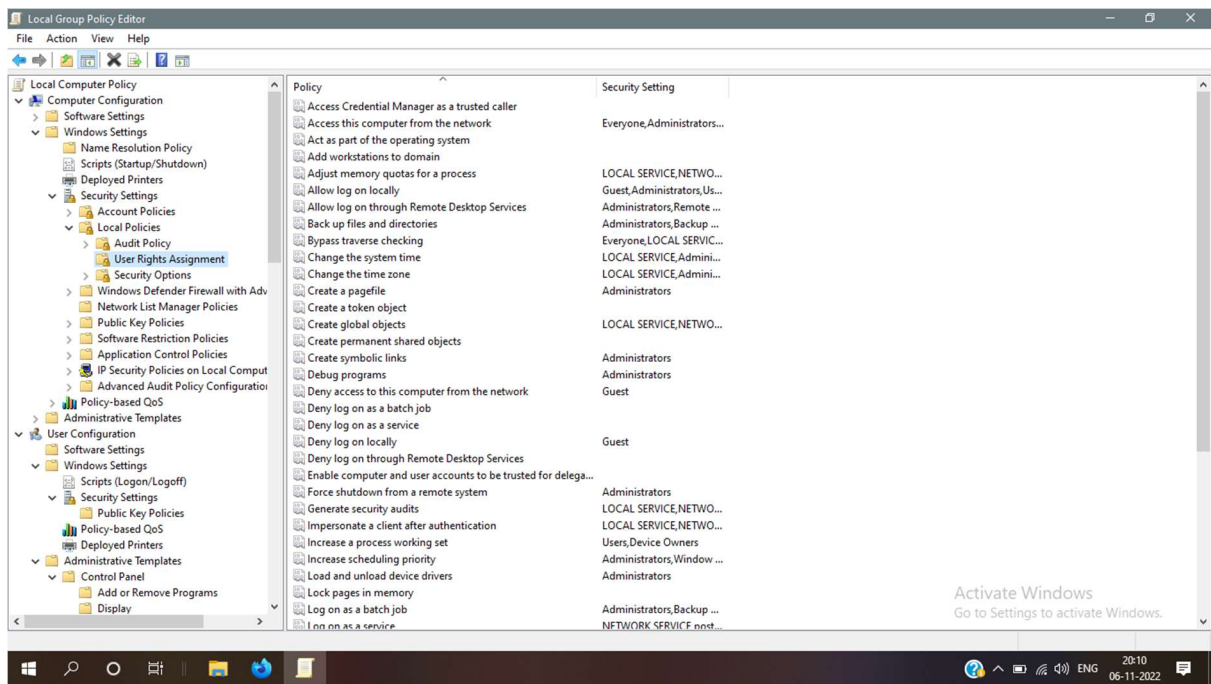 Local Group Policy Editor
File Action View Help
Local Computer Policy
Computer Configuration
Software Settings
Windows Settings
Name Resolution Policy
Scripts (Startup/Shutdown)
Deployed Printers
Security Settings
Account Policies
Local Policies
Audit Policy
User Rights Assignment
Security Options
Windows Defender Firewall with Adv
Network List Manager Policies
Public Key Policies
Software Restriction Policies
Application Control Policies
IP Security Policies on Local Comput
Advanced Audit Policy Configuration
Policy-based QoS
Administrative Templates
User Configuration
Software Settings
Windows Settings
Scripts (Logon/Logoff)
Security Settings
Public Key Policies
Policy-based QoS
Deployed Printers
Administrative Templates
Control Panel
Add or Remove Programs
Display
Policy Security Setting
Access Credential Manager as a trusted caller
Access this computer from the network Everyone,Administrators...
Act as part of the operating system
Add workstations to domain
Adjust memory quotas for a process LOCAL SERVICE,NETWO...
Allow log on locally Guest,Administrators,Us...
Allow log on through Remote Desktop Services Administrators,Remote ...
Back up files and directories Administrators,Backup ...
Bypass traverse checking Everyone,LOCAL SERVIC...
Change the system time LOCAL SERVICE,Admini...
Change the time zone LOCAL SERVICE,Admini...
Create a pagefile Administrators
Create a token object
Create global objects LOCAL SERVICE,NETWO...
Create permanent shared objects
Create symbolic links Administrators
Debug programs Administrators
Deny access to this computer from the network Guest
Deny log on as a batch job
Deny log on as a service
Deny log on locally Guest
Deny log on through Remote Desktop Services
Enable computer and user accounts to be trusted for delega...
Force shutdown from a remote system Administrators
Generate security audits LOCAL SERVICE,NETWO...
Impersonate a client after authentication LOCAL SERVICE,NETWO...
Increase a process working set Users,Device Owners
Increase scheduling priority Administrators,Window ...
Load and unload device drivers Administrators
Lock pages in memory
Log on as a batch job Administrators,Backup ...
Log on as a service NETWORK SERVICE post...
Activate Windows
Go to Settings to activate Windows.
ENG
20:10
06-11-2022